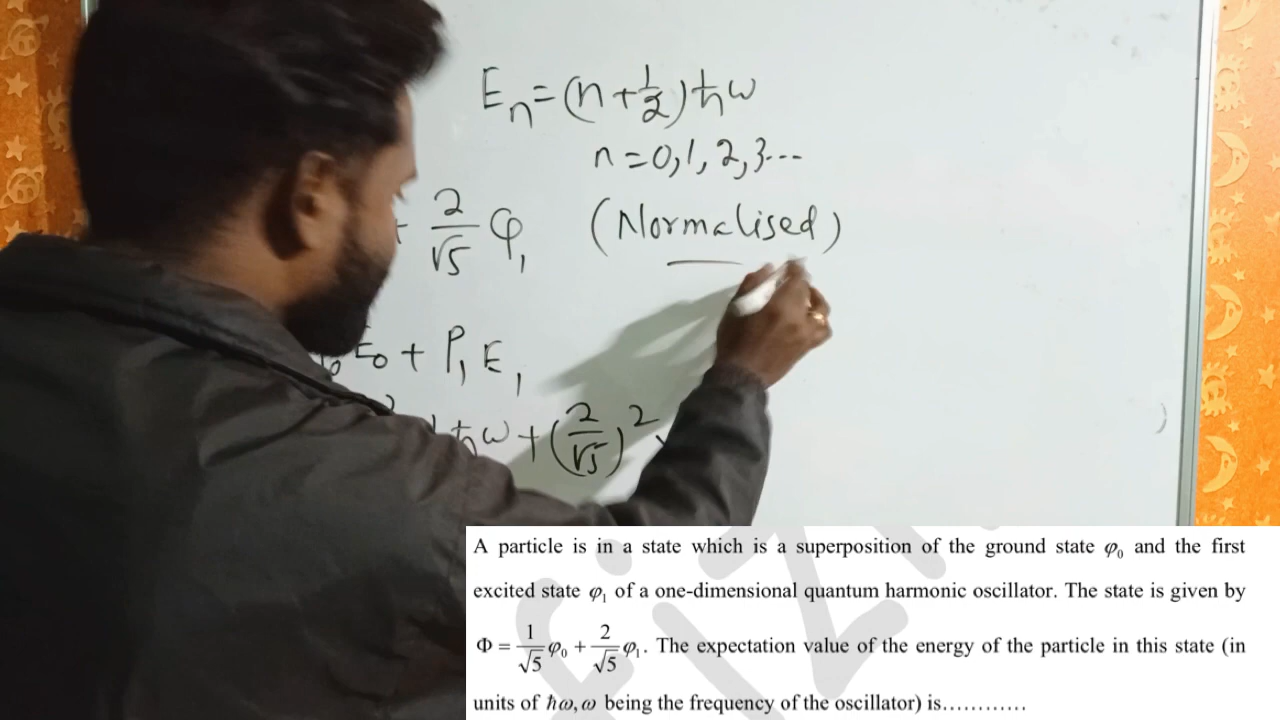 Eₙ = (n + 1/2) ħω
n = 0, 1, 2, 3---
2/√5 φ₁ (Normalised)
E₀ + P₁ E₁
ħω + (2/√5)²
A particle is in a state which is a superposition of the ground state φ₀ and the first
excited state φ₁ of a one-dimensional quantum harmonic oscillator. The state is given by
Φ = 1/√5 φ₀ + 2/√5 φ₁. The expectation value of the energy of the particle in this state (in
units of ħω, ω being the frequency of the oscillator) is............